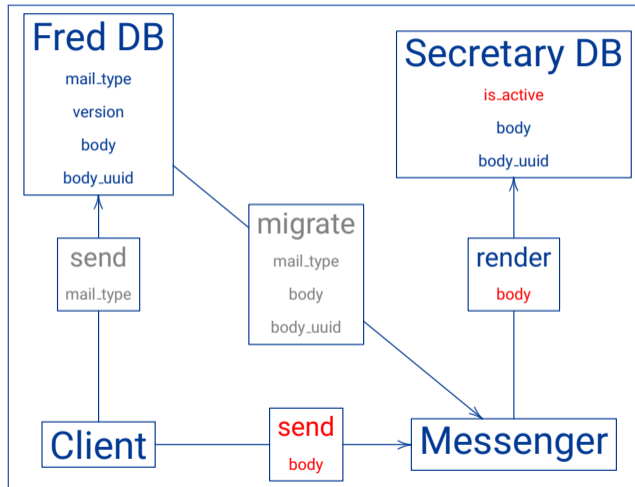 Fred DB
mail_type
version
body
body_uuid
Secretary DB
is_active
body
body_uuid
send
mail_type
migrate
mail_type
body
body_uuid
render
body
Client
send
body
Messenger